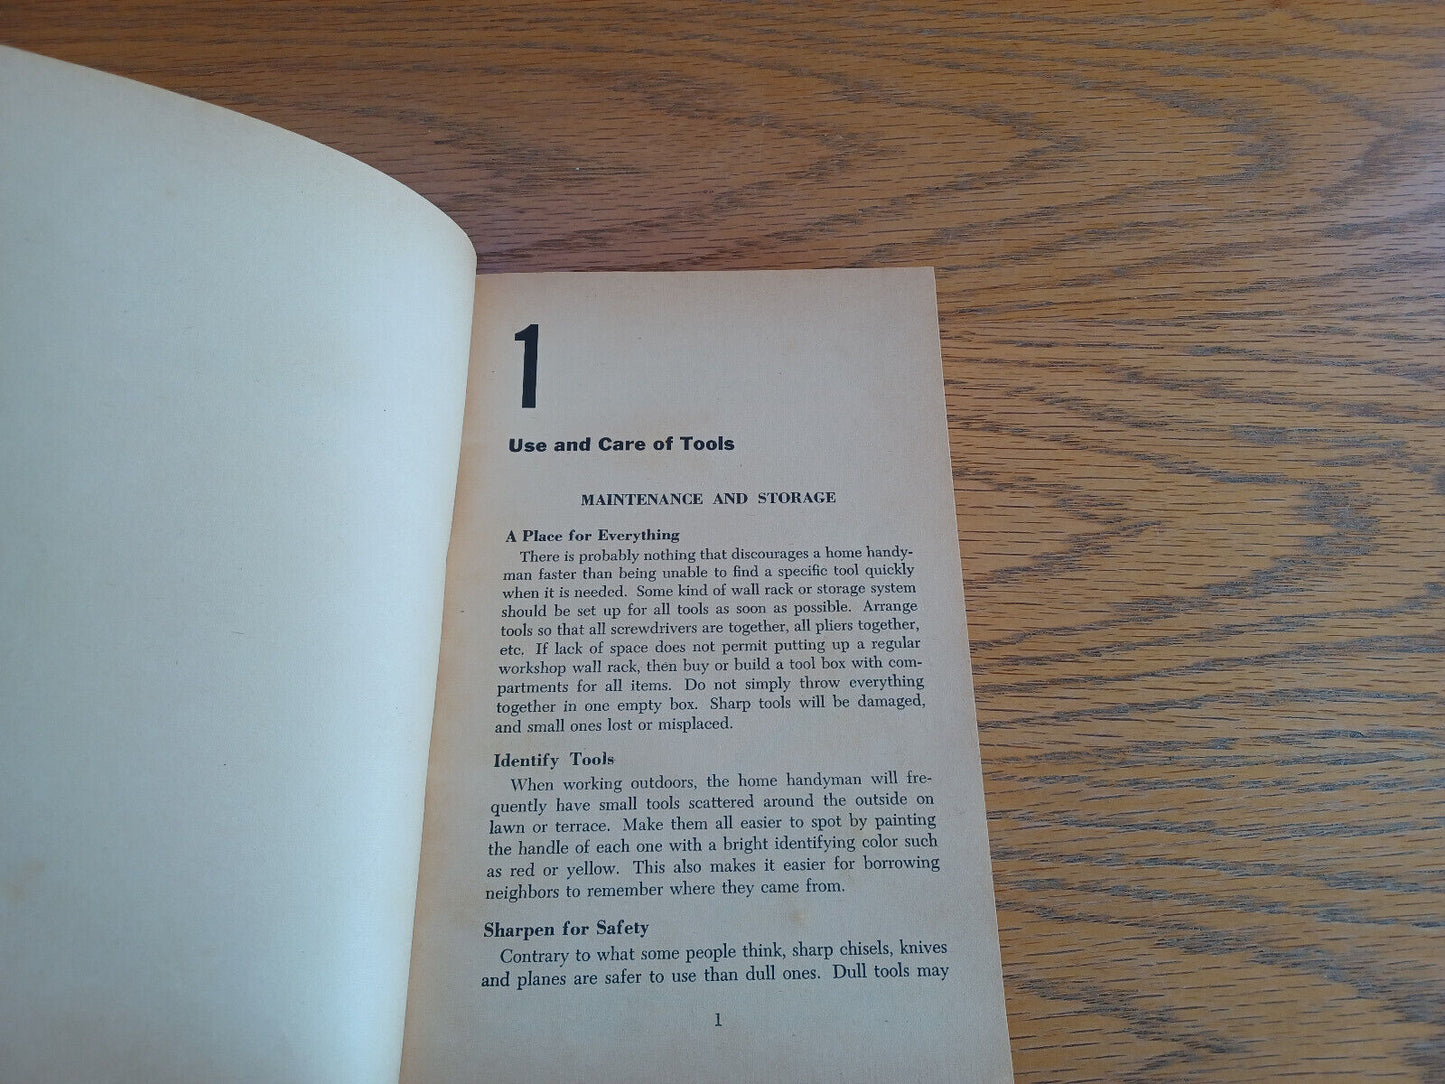 1
Use and Care of Tools
MAINTENANCE AND STORAGE
A Place for Everything
There is probably nothing that discourages a home handy-
man faster than being unable to find a specific tool quickly
when it is needed. Some kind of wall rack or storage system
should be set up for all tools as soon as possible. Arrange
tools so that all screwdrivers are together, all pliers together,
etc. If lack of space does not permit putting up a regular
workshop wall rack, then buy or build a tool box with com-
partments for all items. Do not simply throw everything
together in one empty box. Sharp tools will be damaged,
and small ones lost or misplaced.
Identify Tools
When working outdoors, the home handyman will fre-
quently have small tools scattered around the outside on
lawn or terrace. Make them all easier to spot by painting
the handle of each one with a bright identifying color such
as red or yellow. This also makes it easier for borrowing
neighbors to remember where they came from.
Sharpen for Safety
Contrary to what some people think, sharp chisels, knives
and planes are safer to use than dull ones. Dull tools may
1